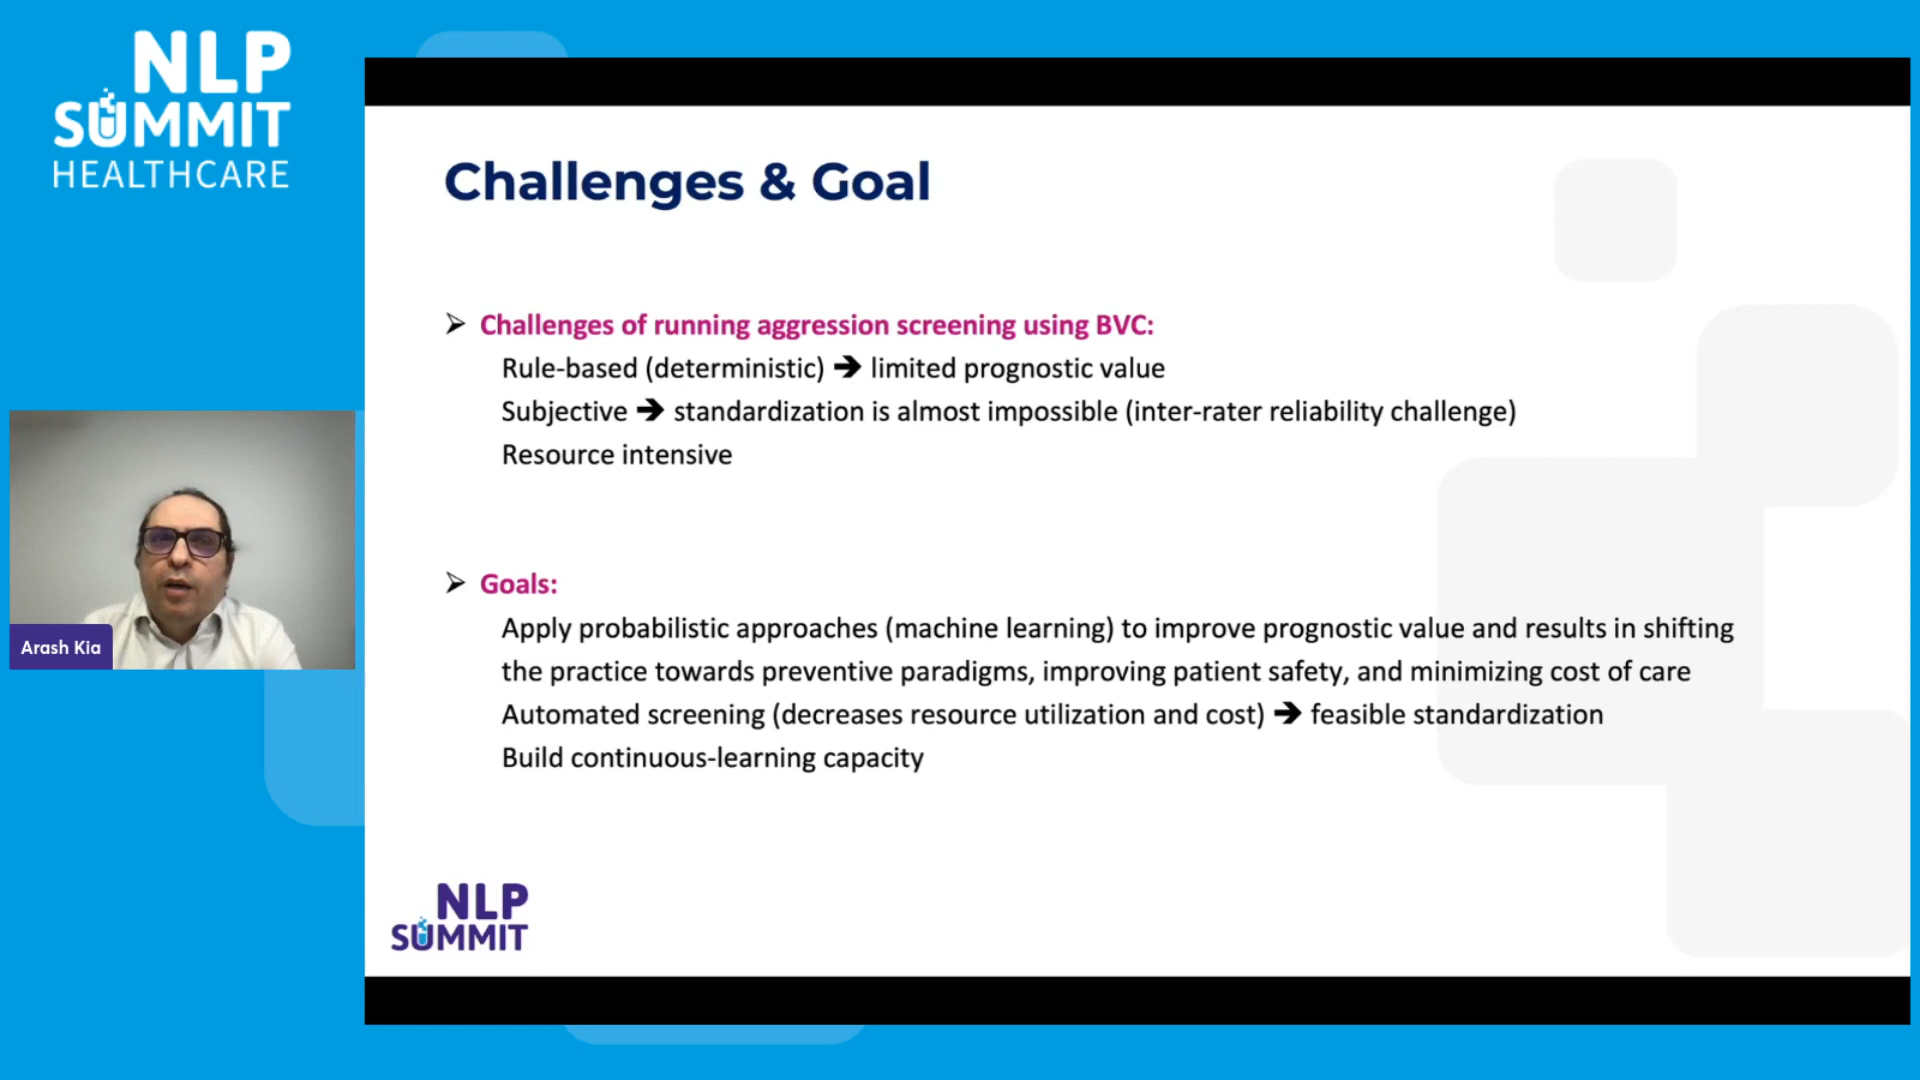 NLP
SUMMIT
HEALTHCARE
Challenges & Goal
➢ Challenges of running aggression screening using BVC:
Rule-based (deterministic) ➔ limited prognostic value
Subjective ➔ standardization is almost impossible (inter-rater reliability challenge)
Resource intensive
Arash Kia
➢ Goals:
Apply probabilistic approaches (machine learning) to improve prognostic value and results in shifting
the practice towards preventive paradigms, improving patient safety, and minimizing cost of care
Automated screening (decreases resource utilization and cost) ➔ feasible standardization
Build continuous-learning capacity
NLP
SUMMIT